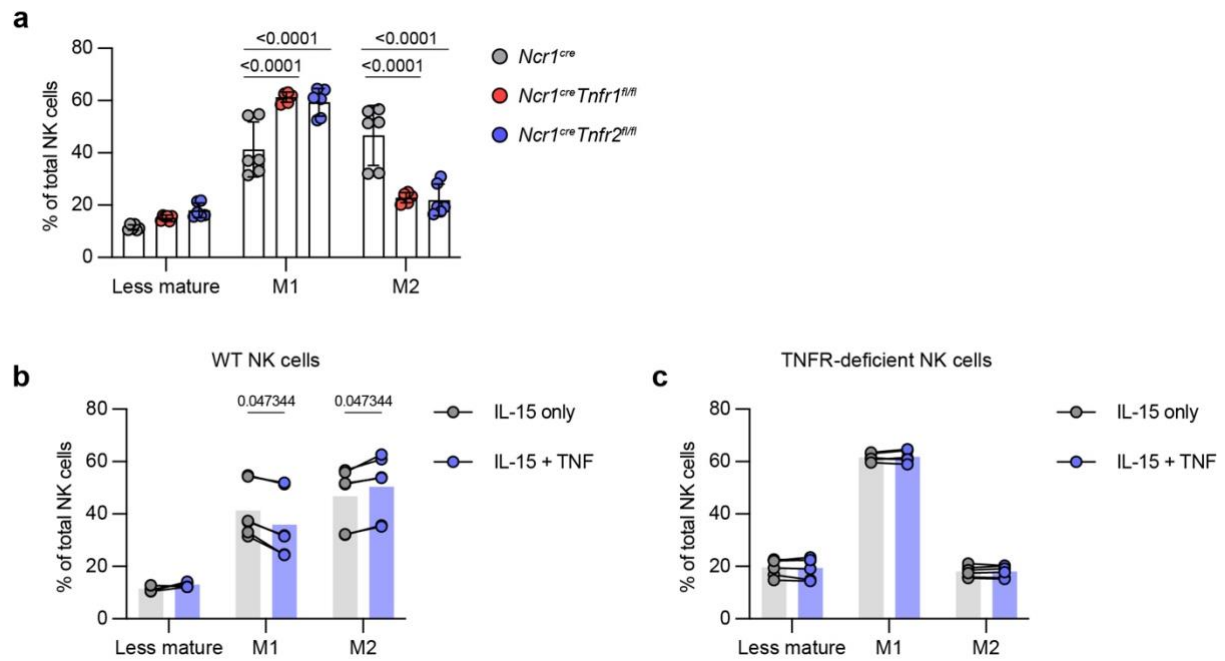 a
80
60
40
20
0
% of total NK cells
<0.0001
<0.0001
<0.0001
<0.0001
Less mature
M1
M2
Ncr1cre
Ncr1creTnfr1fl/fl
Ncr1creTnfr2fl/fl
b
WT NK cells
80
60
40
20
0
% of total NK cells
0.047344
0.047344
Less mature
M1
M2
IL-15 only
IL-15 + TNF
c
TNFR-deficient NK cells
80
60
40
20
0
% of total NK cells
Less mature
M1
M2
IL-15 only
IL-15 + TNF